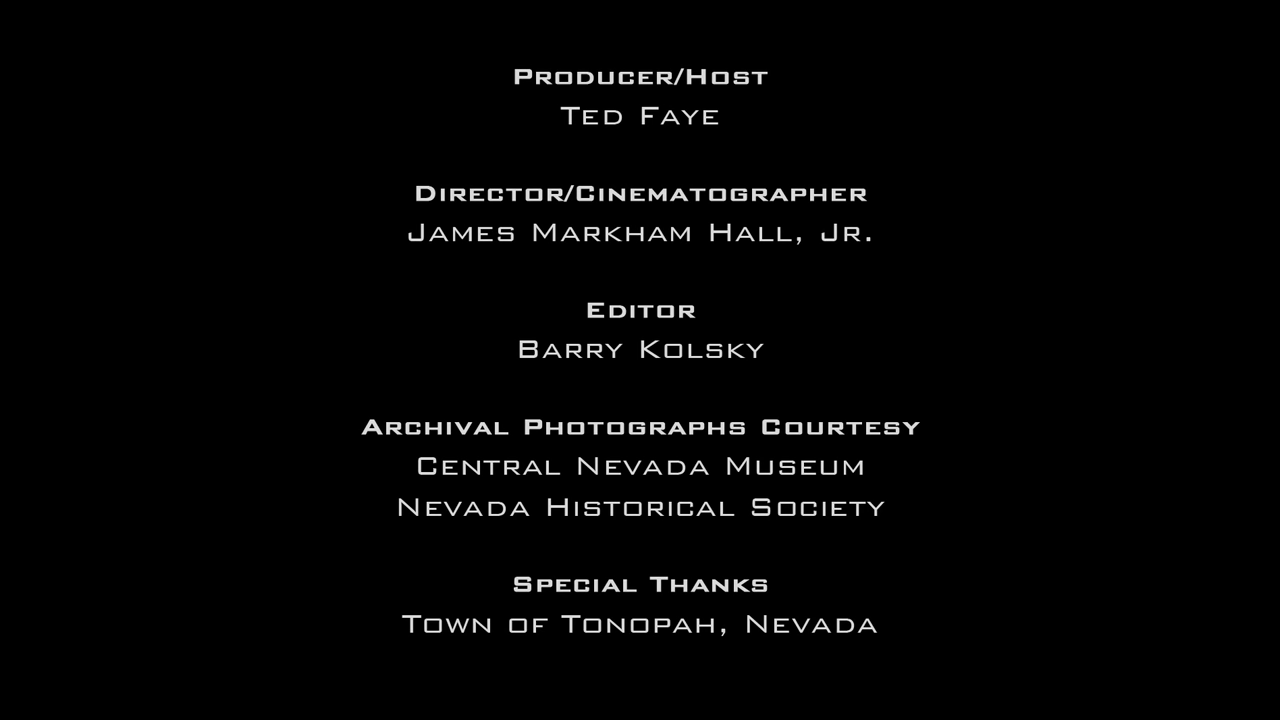 Producer/Host
Ted Faye
Director/Cinematographer
James Markham Hall, Jr.
Editor
Barry Kolsky
Archival Photographs Courtesy
Central Nevada Museum
Nevada Historical Society
Special Thanks
Town of Tonopah, Nevada